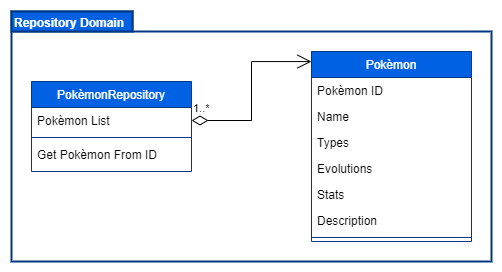 Repository Domain
PokèmonRepository
Pokèmon List
Get Pokèmon From ID
1..*
Pokèmon
Pokèmon ID
Name
Types
Evolutions
Stats
Description